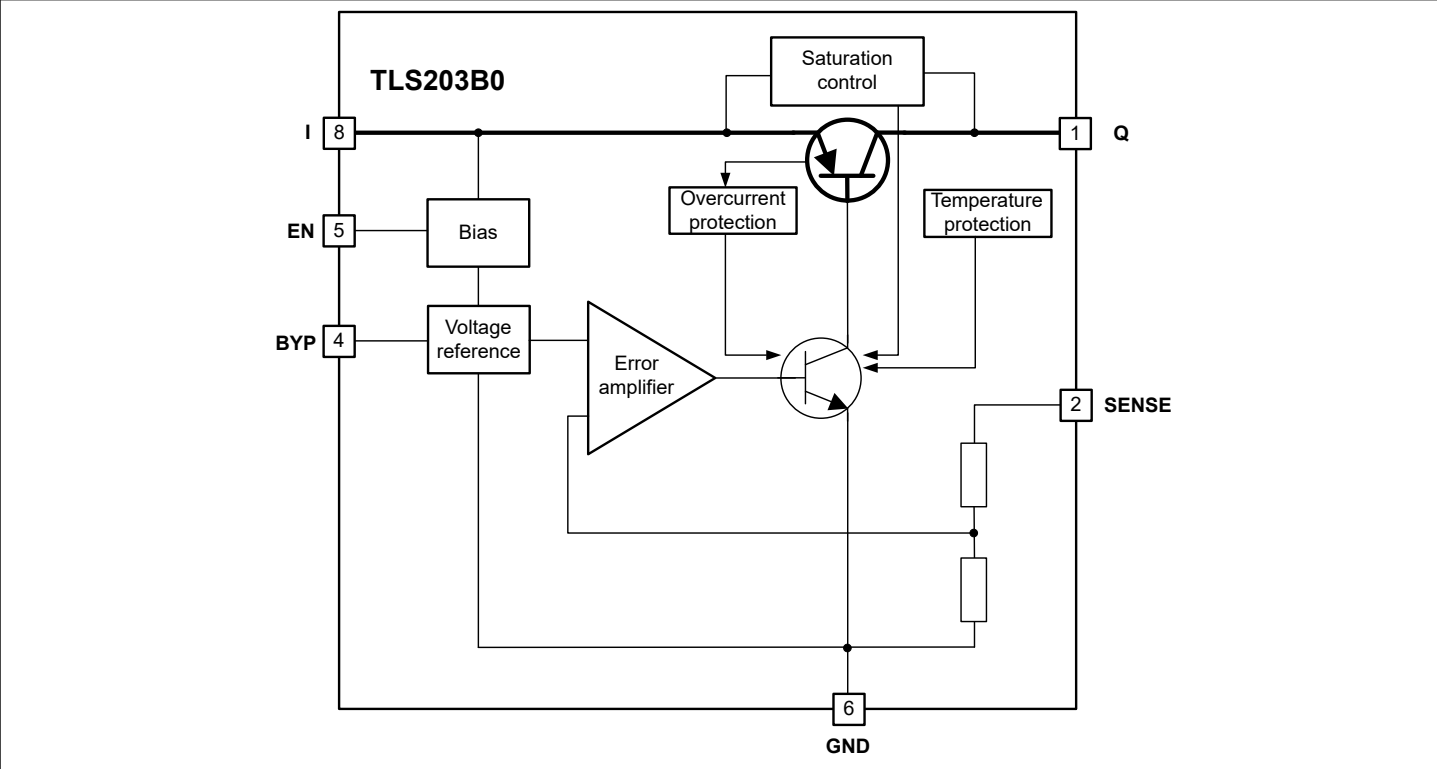 TLS203B0
Saturation
control
I
8
1
Q
Overcurrent
protection
Temperature
protection
EN
5
Bias
BYP
4
Voltage
reference
Error
amplifier
2
SENSE
6
GND